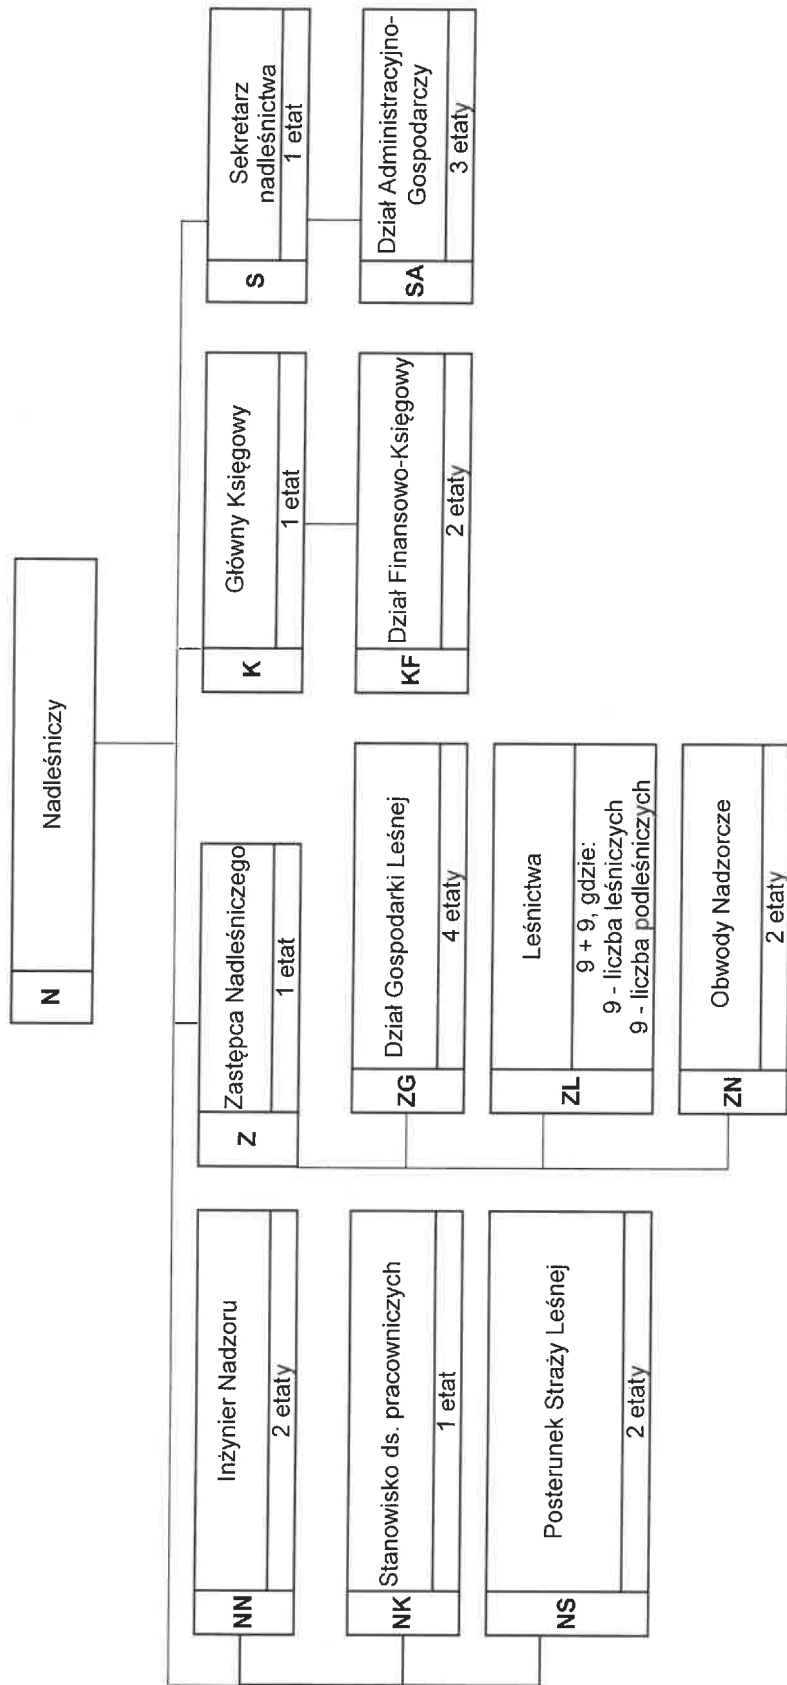 N
Nadleśniczy
NN
Inżynier Nadzoru
2 etaty
NK
Stanowisko ds. pracowniczych
1 etat
NS
Posterunek Straży Leśnej
2 etaty
Z
Zastępca Nadleśniczego
1 etat
ZG
Dział Gospodarki Leśnej
4 etaty
ZL
Leśnictwa
9 + 9, gdzie:
9 - liczba leśniczych
9 - liczba podleśniczych
ZN
Obwody Nadzorcze
2 etaty
K
Główny Księgowy
1 etat
KF
Dział Finansowo-Księgowy
2 etaty
S
Sekretarz
nadleśnictwa
1 etat
SA
Dział Administracyjno-
Gospodarczy
3 etaty